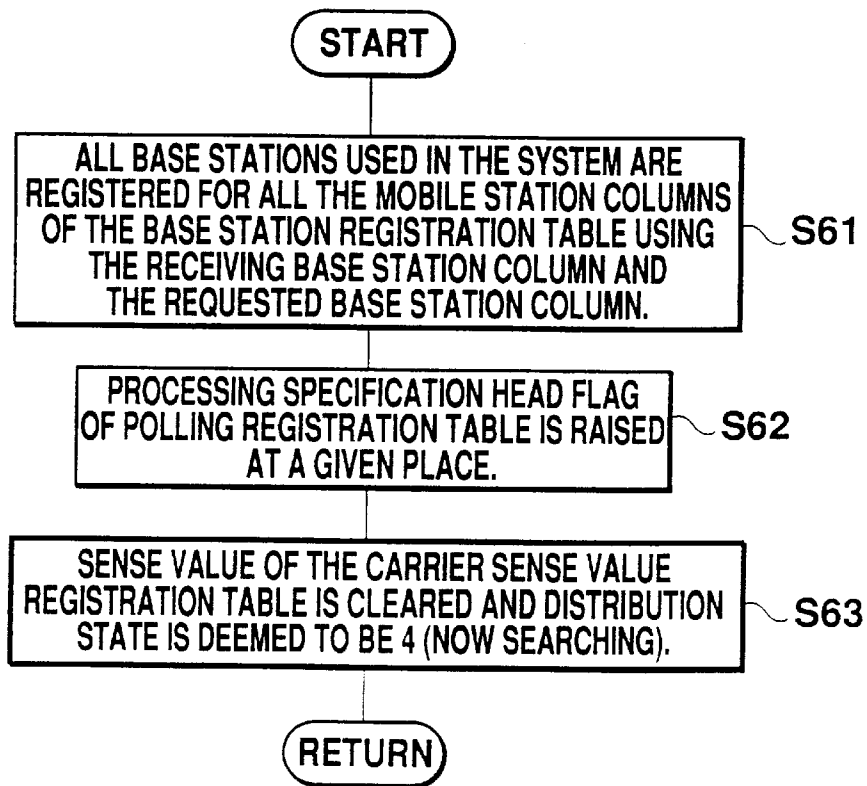 START
ALL BASE STATIONS USED IN THE SYSTEM ARE
REGISTERED FOR ALL THE MOBILE STATION COLUMNS
OF THE BASE STATION REGISTRATION TABLE USING
THE RECEIVING BASE STATION COLUMN AND
THE REQUESTED BASE STATION COLUMN.
S61
PROCESSING SPECIFICATION HEAD FLAG
OF POLLING REGISTRATION TABLE IS RAISED
AT A GIVEN PLACE.
S62
SENSE VALUE OF THE CARRIER SENSE VALUE
REGISTRATION TABLE IS CLEARED AND DISTRIBUTION
STATE IS DEEMED TO BE 4 (NOW SEARCHING).
S63
RETURN